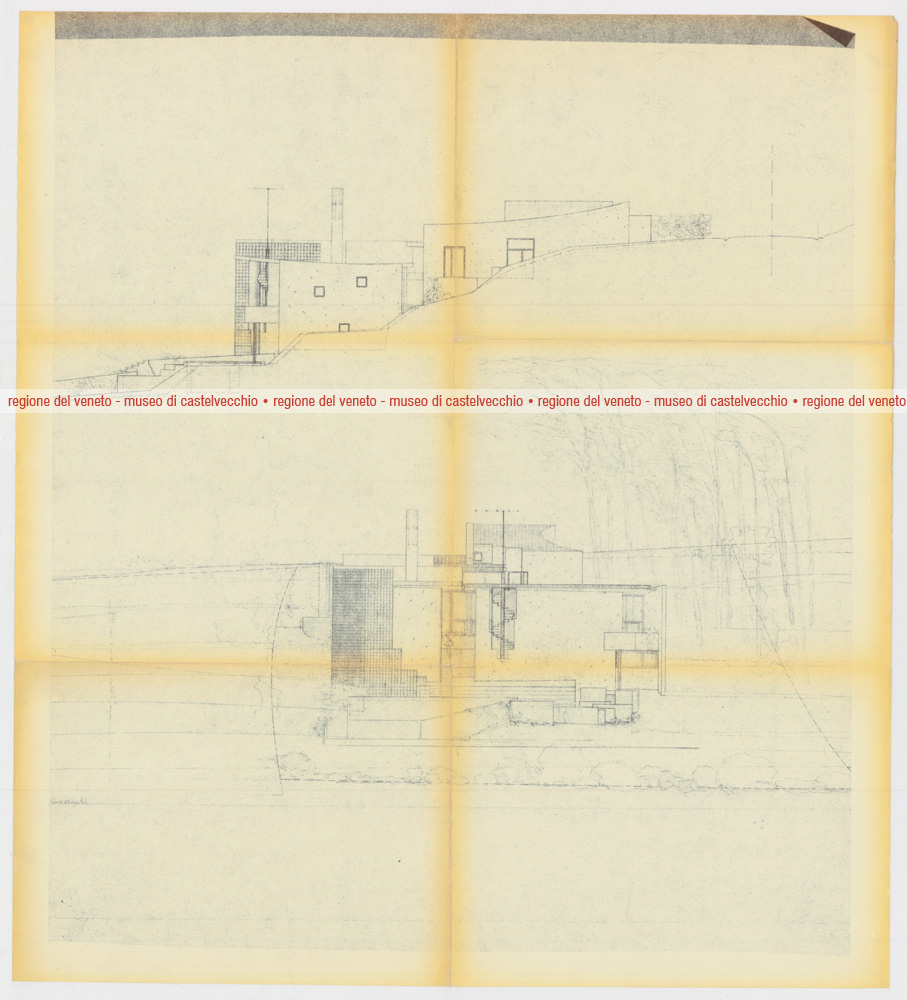 regione del veneto - museo di castelvecchio • regione del veneto - museo di castelvecchio • regione del veneto - museo di castelvecchio • regione del veneto